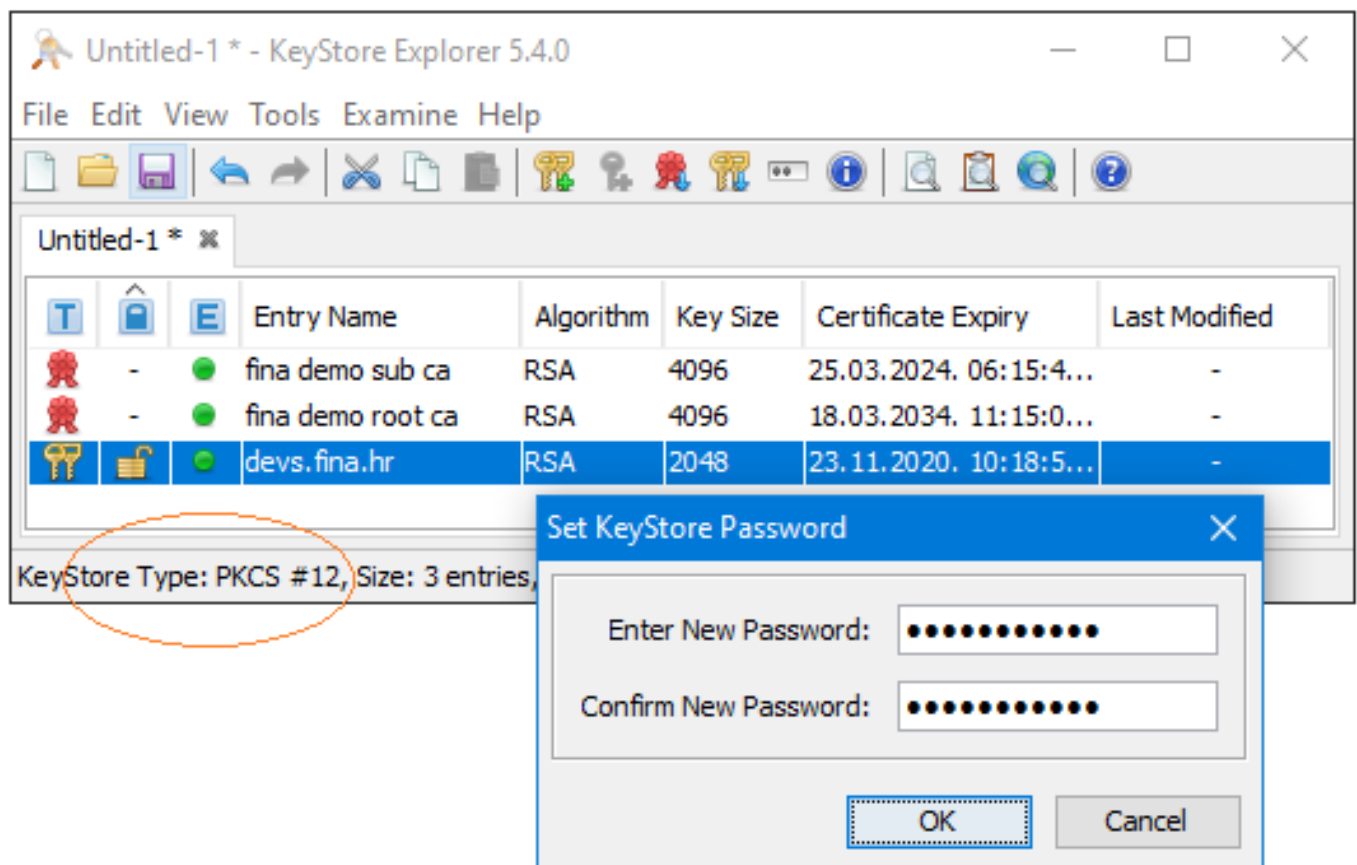 Untitled-1 * - KeyStore Explorer 5.4.0
File Edit View Tools Examine Help
Untitled-1 *
T E Entry Name Algorithm Key Size Certificate Expiry Last Modified
- fina demo sub ca RSA 4096 25.03.2024. 06:15:4... -
- fina demo root ca RSA 4096 18.03.2034. 11:15:0... -
devs.fina.hr RSA 2048 23.11.2020. 10:18:5... -
KeyStore Type: PKCS #12, Size: 3 entries,
Set KeyStore Password
Enter New Password: ●●●●●●●●●●●
Confirm New Password: ●●●●●●●●●●●
OK Cancel